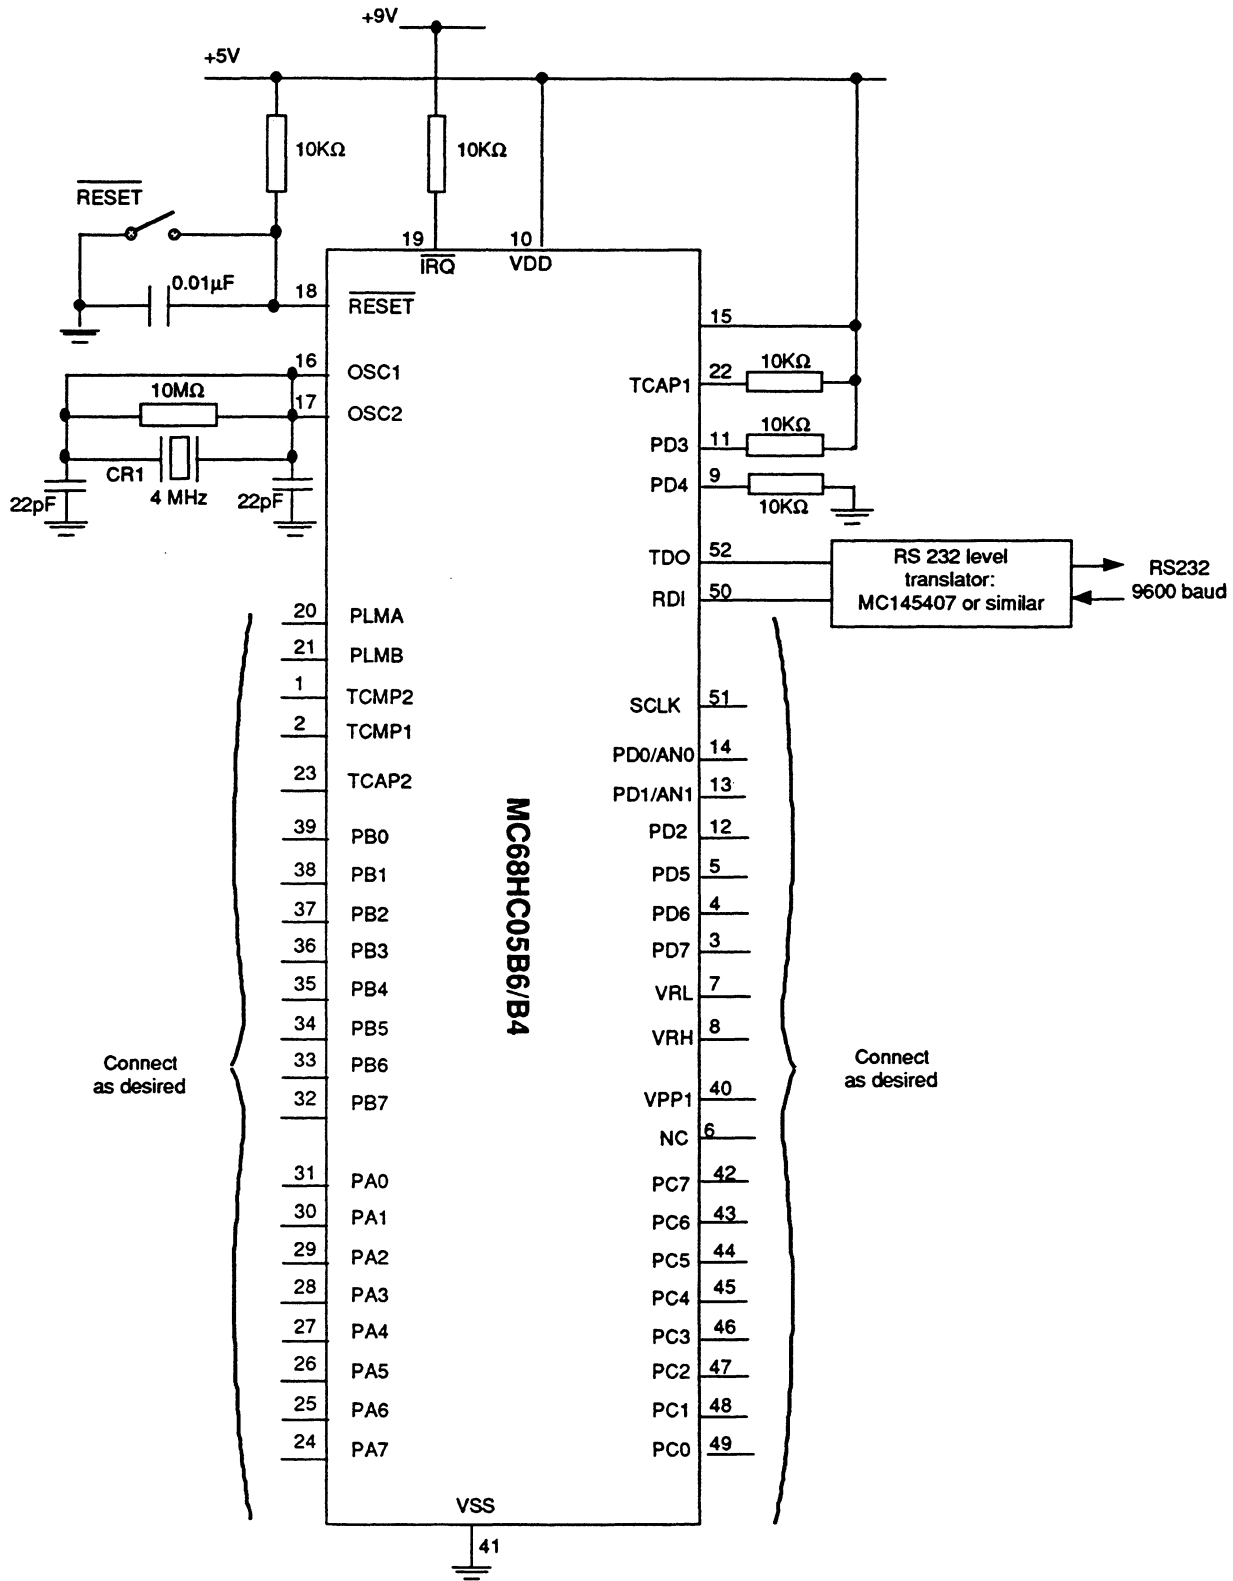 +9V
+5V
10KΩ
10KΩ
RESET
19
10
IRQ
VDD
0.01μF
18
RESET
15
16
OSC1
10MΩ
17
OSC2
CR1
4 MHz
22pF
22pF
TCAP1
22
10KΩ
PD3
11
10KΩ
PD4
9
10KΩ
TDO
52
RDI
50
RS 232 level
translator:
MC145407 or similar
RS232
9600 baud
20
PLMA
21
PLMB
1
TCMP2
2
TCMP1
23
TCAP2
39
PB0
38
PB1
37
PB2
36
PB3
35
PB4
34
PB5
33
PB6
32
PB7
31
PA0
30
PA1
29
PA2
28
PA3
27
PA4
26
PA5
25
PA6
24
PA7
Connect
as desired
MC68HC05B6/B4
SCLK
51
PD0/AN0
14
PD1/AN1
13
PD2
12
PD5
5
PD6
4
PD7
3
VRL
7
VRH
8
VPP1
40
NC
6
PC7
42
PC6
43
PC5
44
PC4
45
PC3
46
PC2
47
PC1
48
PC0
49
Connect
as desired
VSS
41